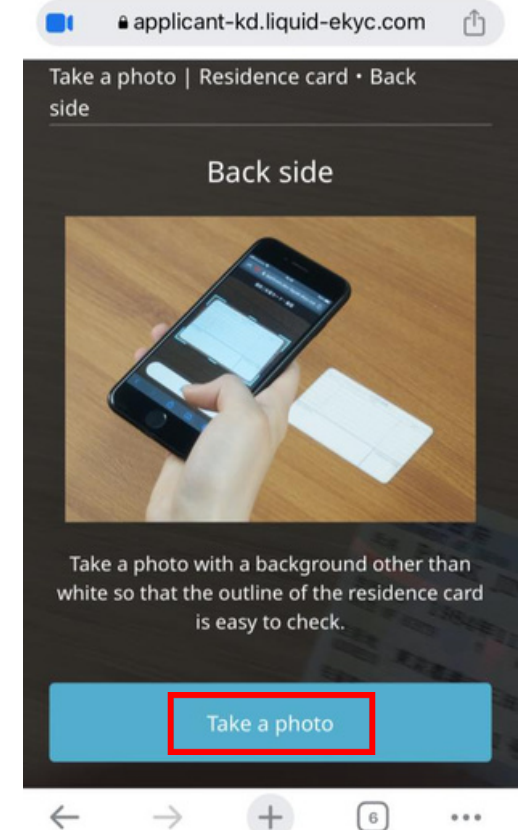 applicant-kd.liquid-ekyc.com
Take a photo | Residence card・Back
side
Back side
Take a photo with a background other than
white so that the outline of the residence card
is easy to check.
Take a photo
6